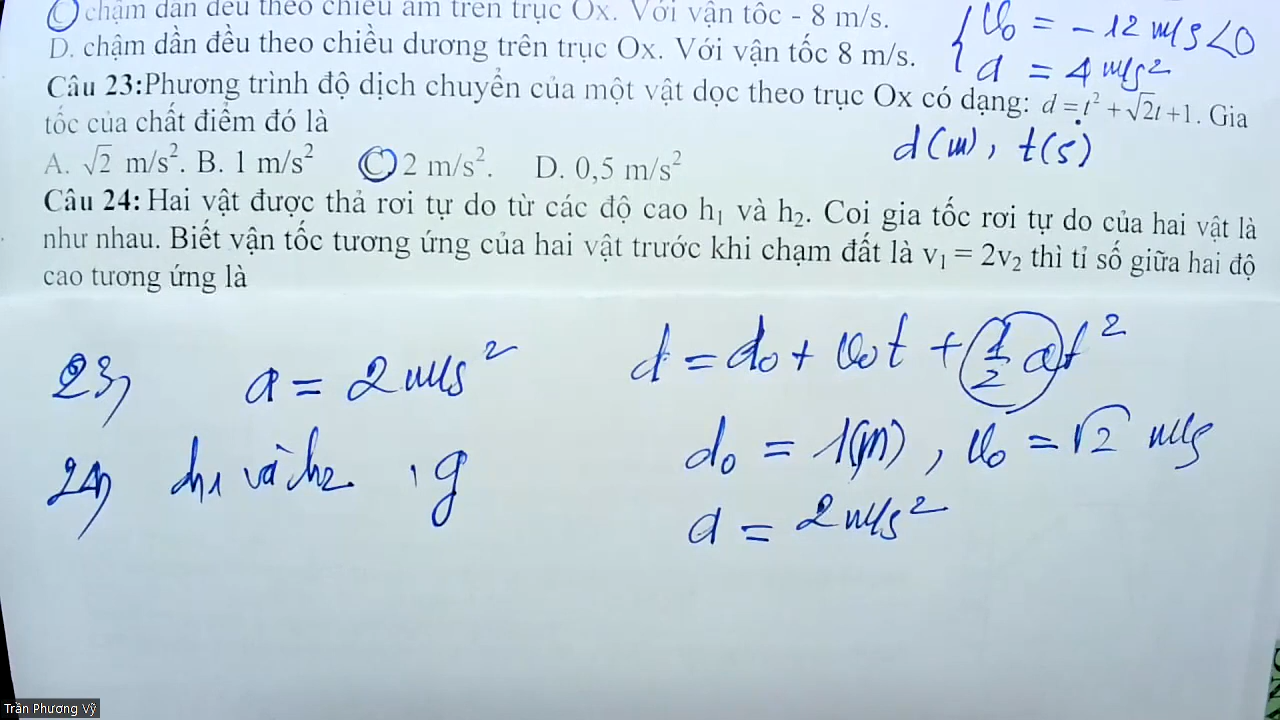 C chậm dần đều theo chiều âm trên trục Ox. Với vận tốc - 8 m/s.
D. chậm dần đều theo chiều dương trên trục Ox. Với vận tốc 8 m/s.
v₀ = -12 m/s < 0
a = 4 m/s²
Câu 23:Phương trình độ dịch chuyển của một vật dọc theo trục Ox có dạng: d = t² + √2t +1. Gia
tốc của chất điểm đó là
d(m), t(s)
A. √2 m/s². B. 1 m/s² C 2 m/s². D. 0,5 m/s²
Câu 24: Hai vật được thả rơi tự do từ các độ cao h₁ và h₂. Coi gia tốc rơi tự do của hai vật là
như nhau. Biết vận tốc tương ứng của hai vật trước khi chạm đất là v₁ = 2v₂ thì tỉ số giữa hai độ
cao tương ứng là
23, a = 2 m/s²
d = d₀ + v₀t + 1/2 at²
d₀ = 1(m), v₀ = √2 m/s
a = 2 m/s²
24, h₁ và h₂, g
Trần Phương Vỹ